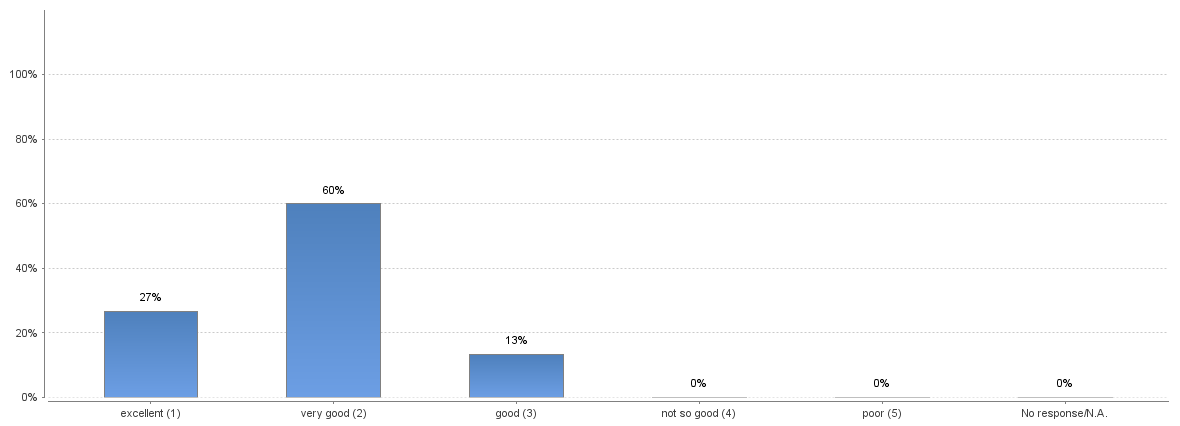 100%
80%
60%
40%
20%
0%
27%
60%
13%
0%
0%
0%
excellent (1)
very good (2)
good (3)
not so good (4)
poor (5)
No response/N.A.